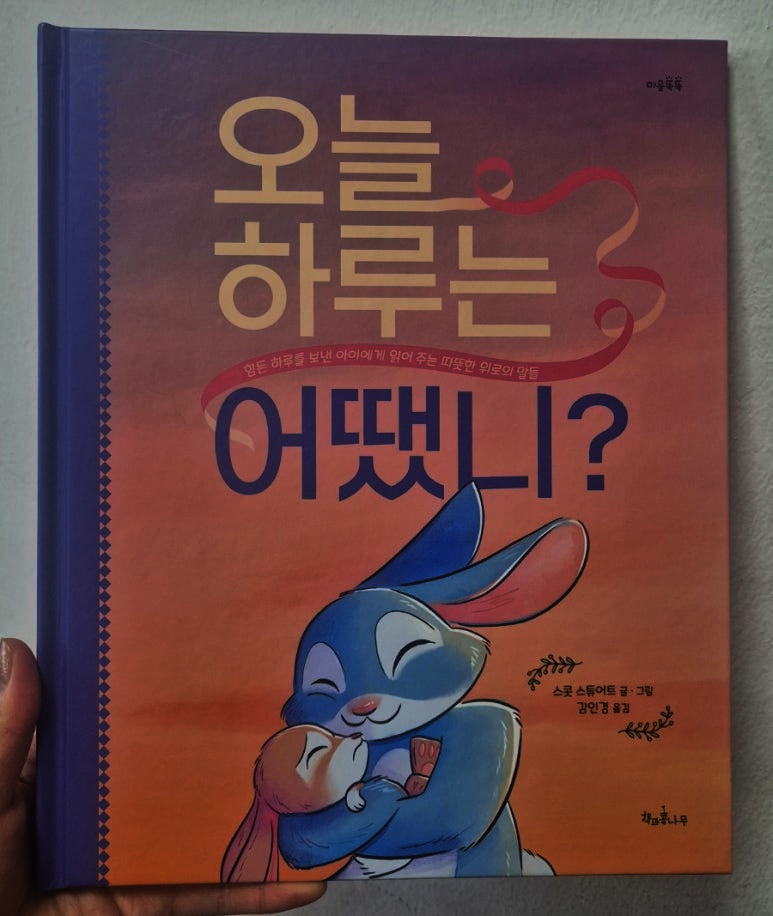 마음똑똑
오늘
하루는
힘든 하루를 보낸 아이에게 읽어 주는 따뜻한 위로의 말들
어땠니?
스콧 스튜어트 글·그림
김인경 옮김
책과콩나무